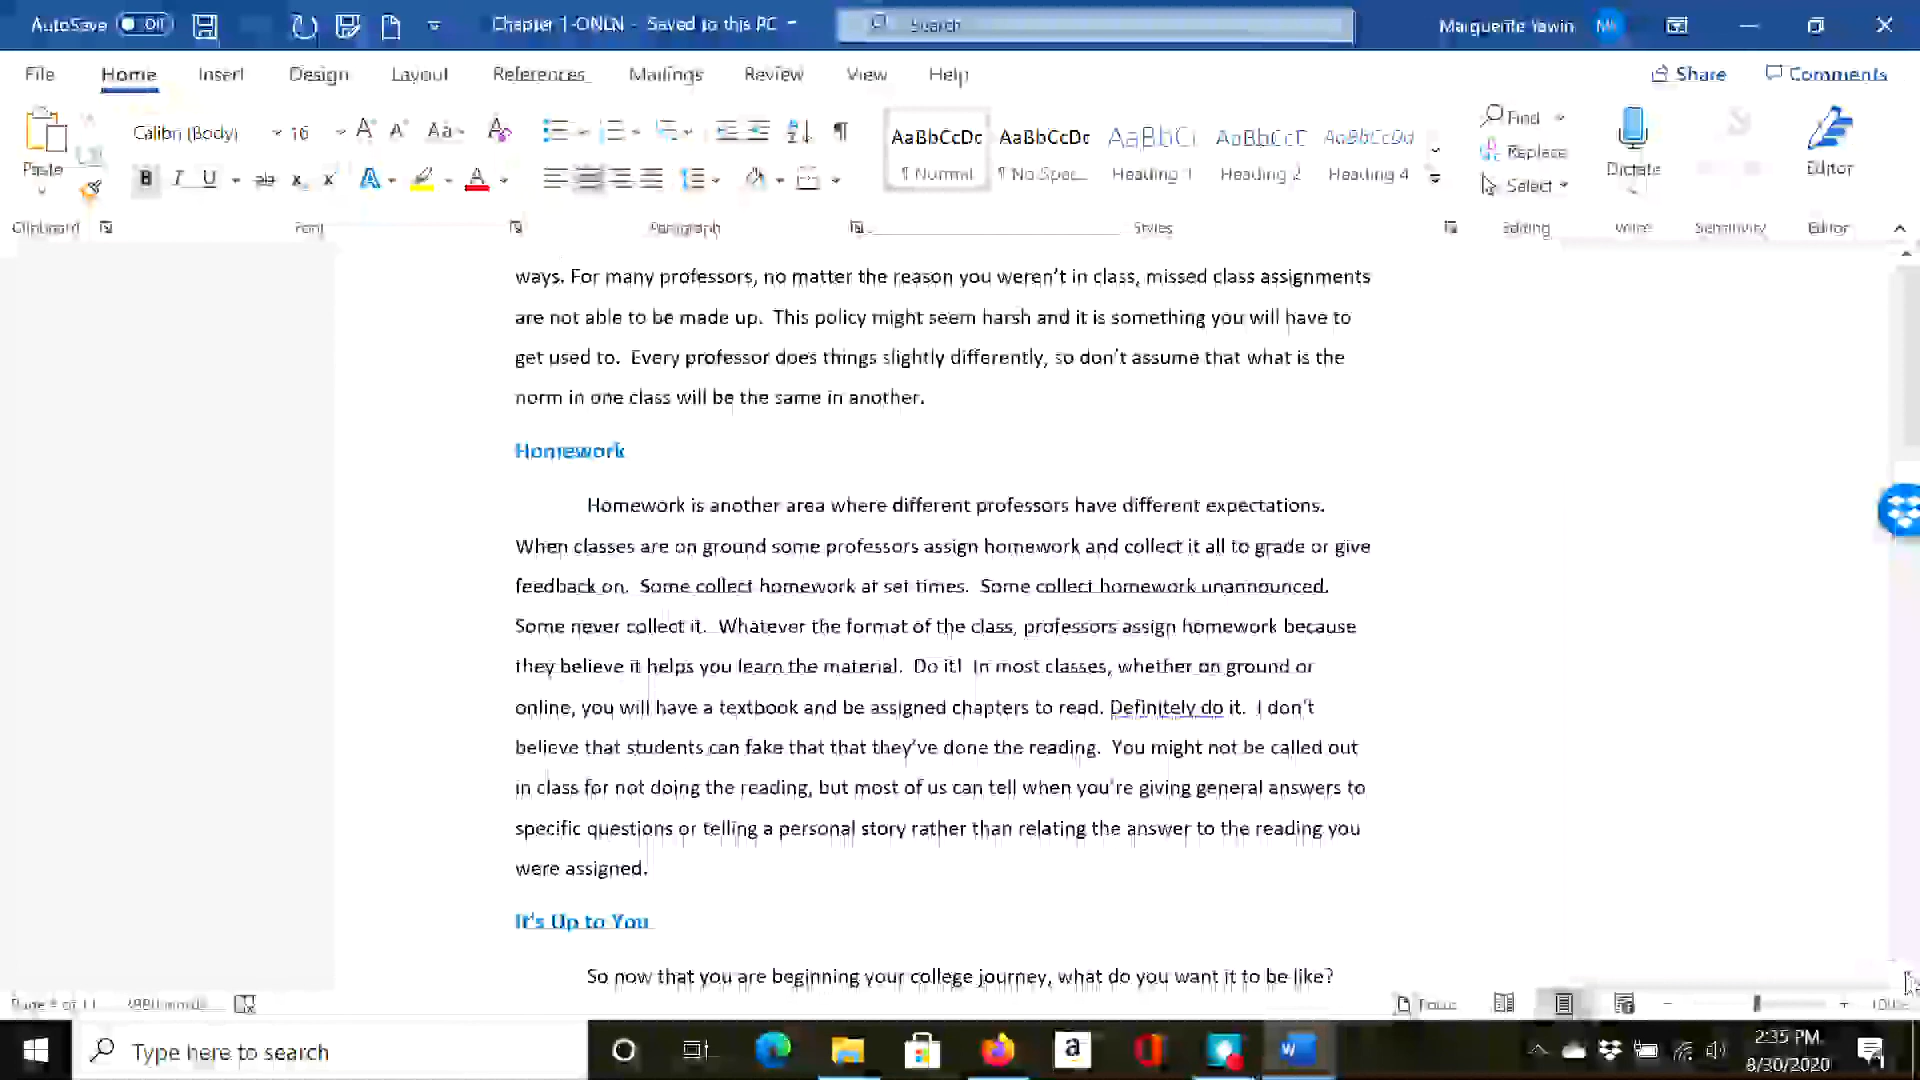 AutoSave Off Chapter 1-ONLN - Saved to this PC Search Marguerite Yawin
File Home Insert Design Layout References Mailings Review View Help Share Comments
Calibri (Body) 16 Aa AaBbCcDc AaBbCcDc AaBbCc AaBbCcC AaBbCcDd Find
Paste Replace Dictate Editor
B I U ab x x A A ¶ Normal ¶ No Spac... Heading 1 Heading 2 Heading 4 Select
Clipboard Font Paragraph Styles Editing Voice Sensitivity Editor
ways. For many professors, no matter the reason you weren't in class, missed class assignments
are not able to be made up. This policy might seem harsh and it is something you will have to
get used to. Every professor does things slightly differently, so don't assume that what is the
norm in one class will be the same in another.
Homework
Homework is another area where different professors have different expectations.
When classes are on ground some professors assign homework and collect it all to grade or give
feedback on. Some collect homework at set times. Some collect homework unannounced.
Some never collect it. Whatever the format of the class, professors assign homework because
they believe it helps you learn the material. Do it! In most classes, whether on ground or
online, you will have a textbook and be assigned chapters to read. Definitely do it. I don't
believe that students can fake that that they've done the reading. You might not be called out
in class for not doing the reading, but most of us can tell when you're giving general answers to
specific questions or telling a personal story rather than relating the answer to the reading you
were assigned.
It's Up to You
So now that you are beginning your college journey, what do you want it to be like?
Focus
Type here to search
2:35 PM
8/30/2020